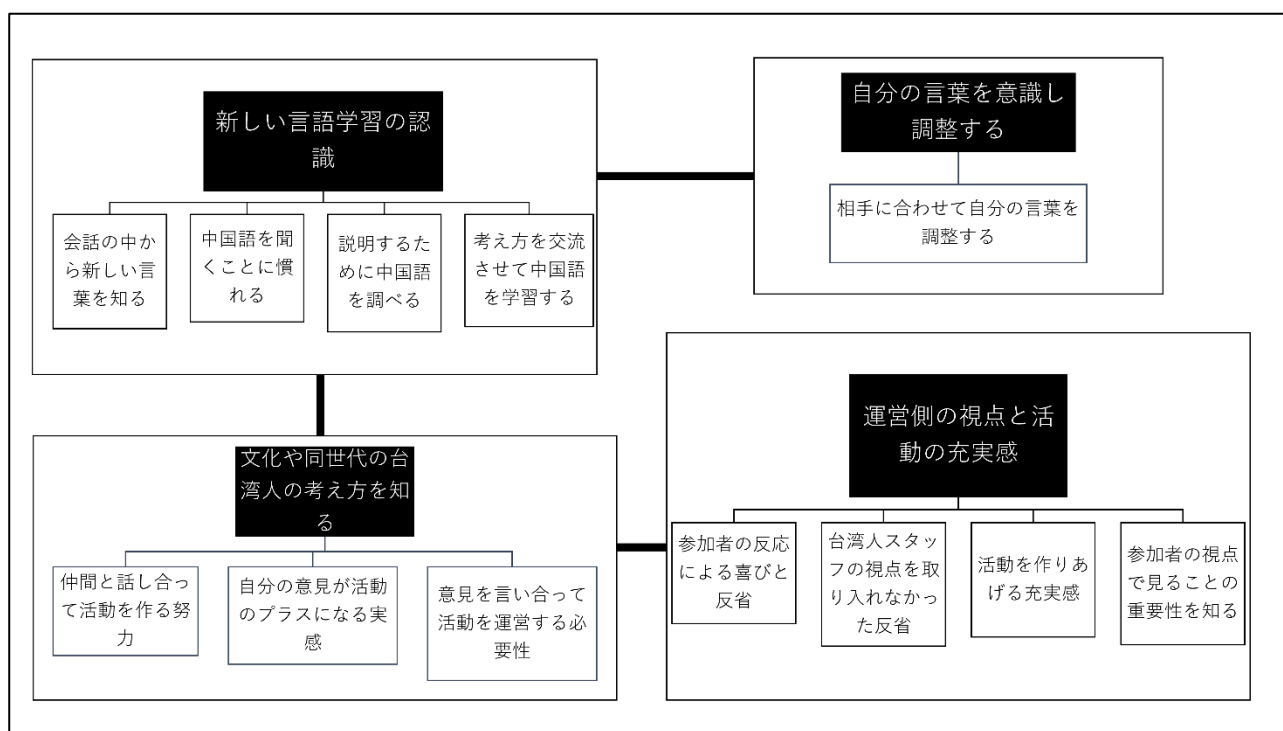 新しい言語学習の認
識
会話の中か
ら新しい言
葉を知る
中国語を聞
くことに慣
れる
説明するた
めに中国語
を調べる
考え方を交流
させて中国語
を学習する
自分の言葉を意識し
調整する
相手に合わせて自分の言葉を
調整する
文化や同世代の台
湾人の考え方を知
る
仲間と話し合っ
て活動を作る努
力
自分の意見が活動
のプラスになる実
感
意見を言い合って
活動を運営する必
要性
運営側の視点と活
動の充実感
参加者の反応
による喜びと
反省
台湾人スタッ
フの視点を取
り入れなかっ
た反省
活動を作りあ
げる充実感
参加者の視点
で見ることの
重要性を知る